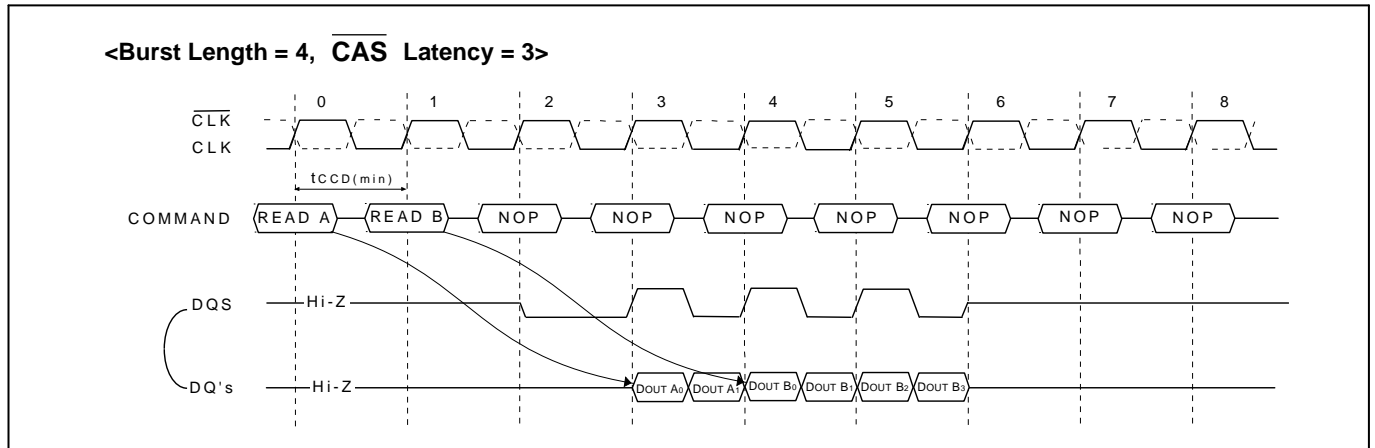 <Burst Length = 4, CAS Latency = 3>
0 1 2 3 4 5 6 7 8
CLK
CLK
tCCD(min)
COMMAND READ A READ B NOP NOP NOP NOP NOP NOP NOP
DQS Hi-Z
DQ's Hi-Z DOUT A0 DOUT A1 DOUT B0 DOUT B1 DOUT B2 DOUT B3